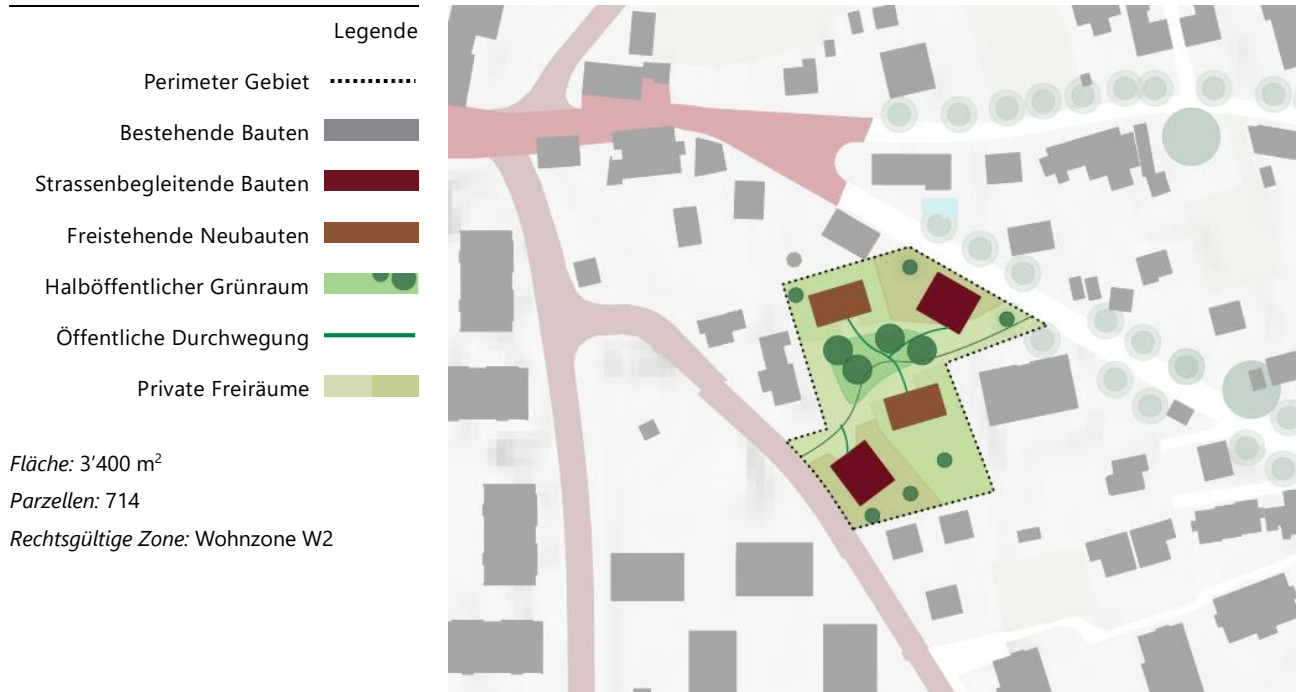 Legende
Perimeter Gebiet
Bestehende Bauten
Strassenbegleitende Bauten
Freistehende Neubauten
Halböffentlicher Grünraum
Öffentliche Durchwegung
Private Freiräume
Fläche: 3’400 m²
Parzellen: 714
Rechtsgültige Zone: Wohnzone W2